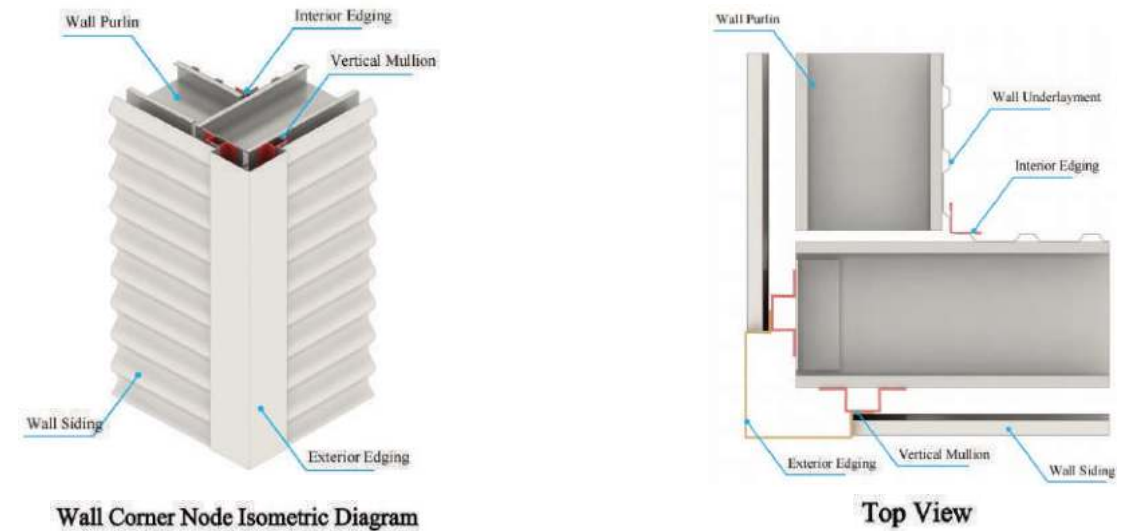 Wall Purlin
Interior Edging
Vertical Mullion
Wall Siding
Exterior Edging
Wall Corner Node Isometric Diagram
Wall Purlin
Wall Underlayment
Interior Edging
Exterior Edging
Vertical Mullion
Wall Siding
Top View